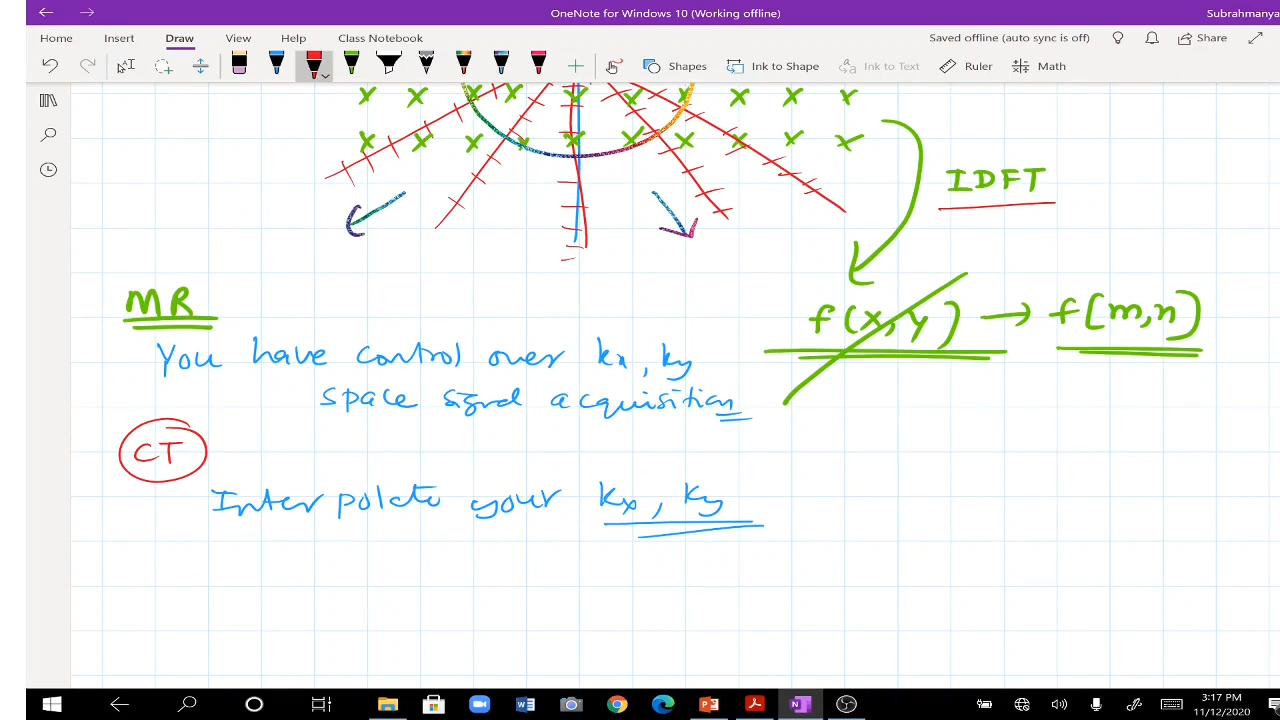 OneNote for Windows 10 (Working offline)
Subrahmanya
Home Insert Draw View Help Class Notebook
Saved offline (auto sync is off) Share
Shapes Ink to Shape Ink to Text Ruler Math
IDFT
MR
f(x,y) → f[m,n]
You have control over kx, ky
space signal acquisition
CT
Interpolate your kx, ky
3:17 PM
11/12/2020